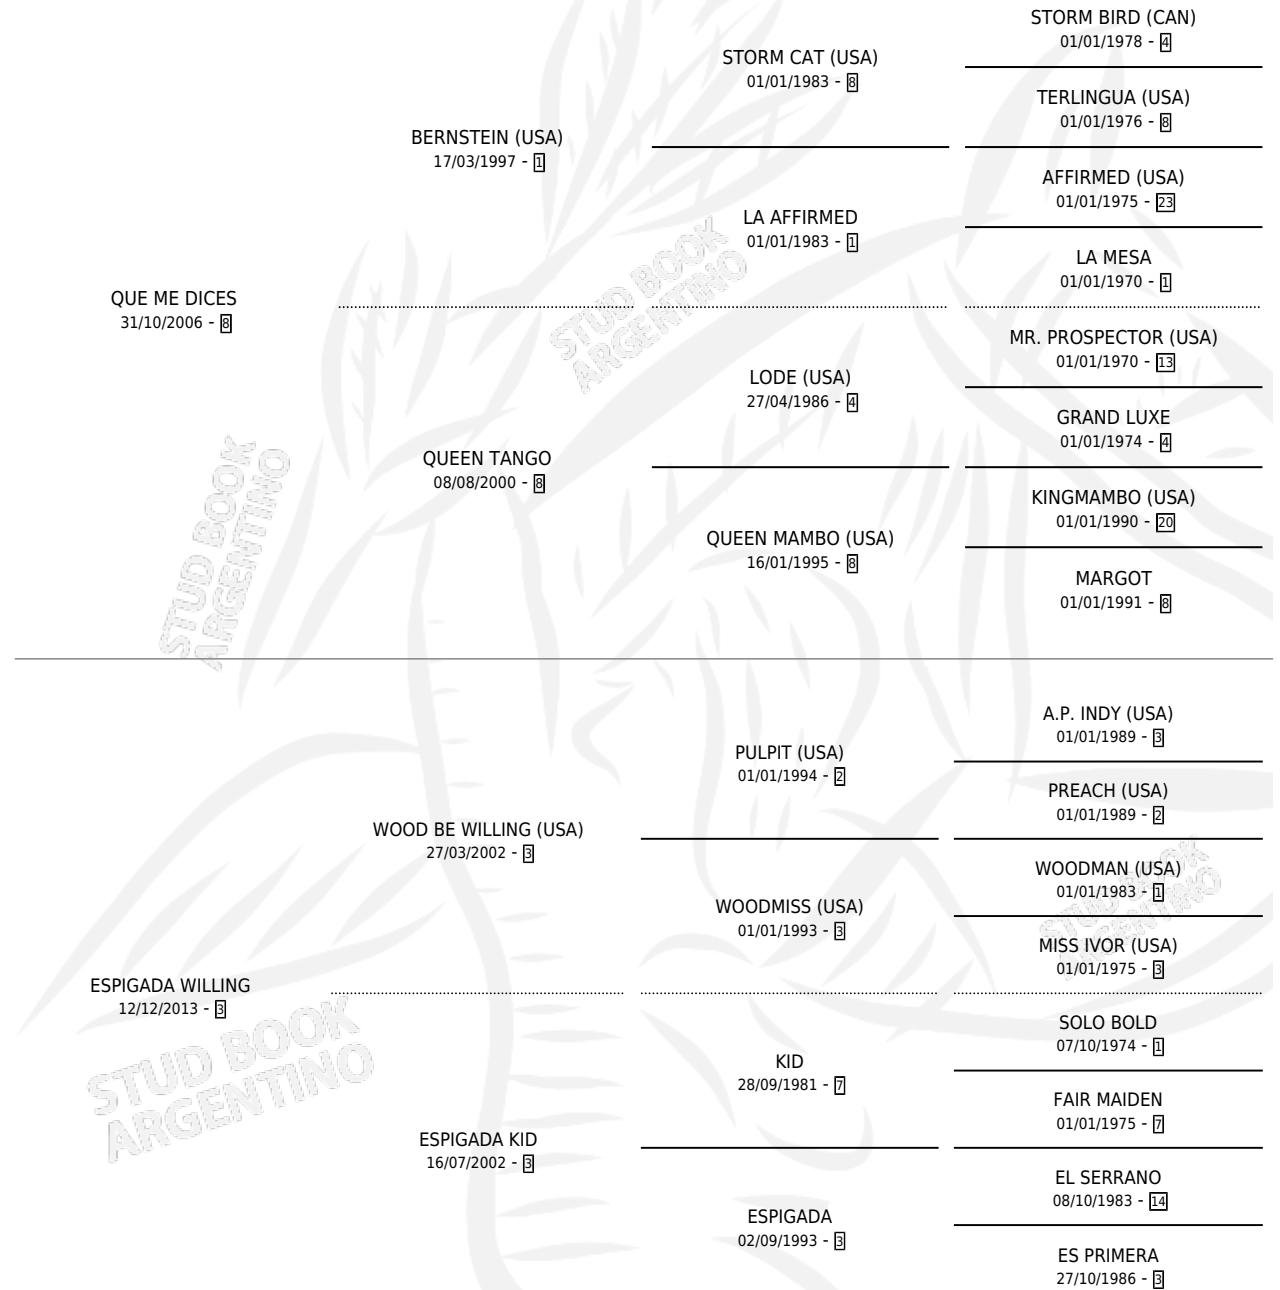 STORM BIRD (CAN)
01/01/1978 - 4
STORM CAT (USA)
01/01/1983 - 8
TERLINGUA (USA)
01/01/1976 - 8
BERNSTEIN (USA)
17/03/1997 - 1
AFFIRMED (USA)
01/01/1975 - 23
LA AFFIRMED
01/01/1983 - 1
LA MESA
01/01/1970 - 1
QUE ME DICES
31/10/2006 - 8
MR. PROSPECTOR (USA)
01/01/1970 - 13
LODE (USA)
27/04/1986 - 4
GRAND LUXE
01/01/1974 - 4
QUEEN TANGO
08/08/2000 - 8
KINGMAMBO (USA)
01/01/1990 - 20
QUEEN MAMBO (USA)
16/01/1995 - 8
MARGOT
01/01/1991 - 8
A.P. INDY (USA)
01/01/1989 - 3
PULPIT (USA)
01/01/1994 - 2
PREACH (USA)
01/01/1989 - 2
WOOD BE WILLING (USA)
27/03/2002 - 3
WOODMAN (USA)
01/01/1983 - 1
WOODMISS (USA)
01/01/1993 - 3
MISS IVOR (USA)
01/01/1975 - 3
ESPIGADA WILLING
12/12/2013 - 3
SOLO BOLD
07/10/1974 - 1
KID
28/09/1981 - 7
FAIR MAIDEN
01/01/1975 - 7
ESPIGADA KID
16/07/2002 - 3
EL SERRANO
08/10/1983 - 14
ESPIGADA
02/09/1993 - 3
ES PRIMERA
27/10/1986 - 3
STUD BOOK
ARGENTINO
STUD BOOK
ARGENTINO
STUD BOOK
ARGENTINO
STUD BOOK
ARGENTINO